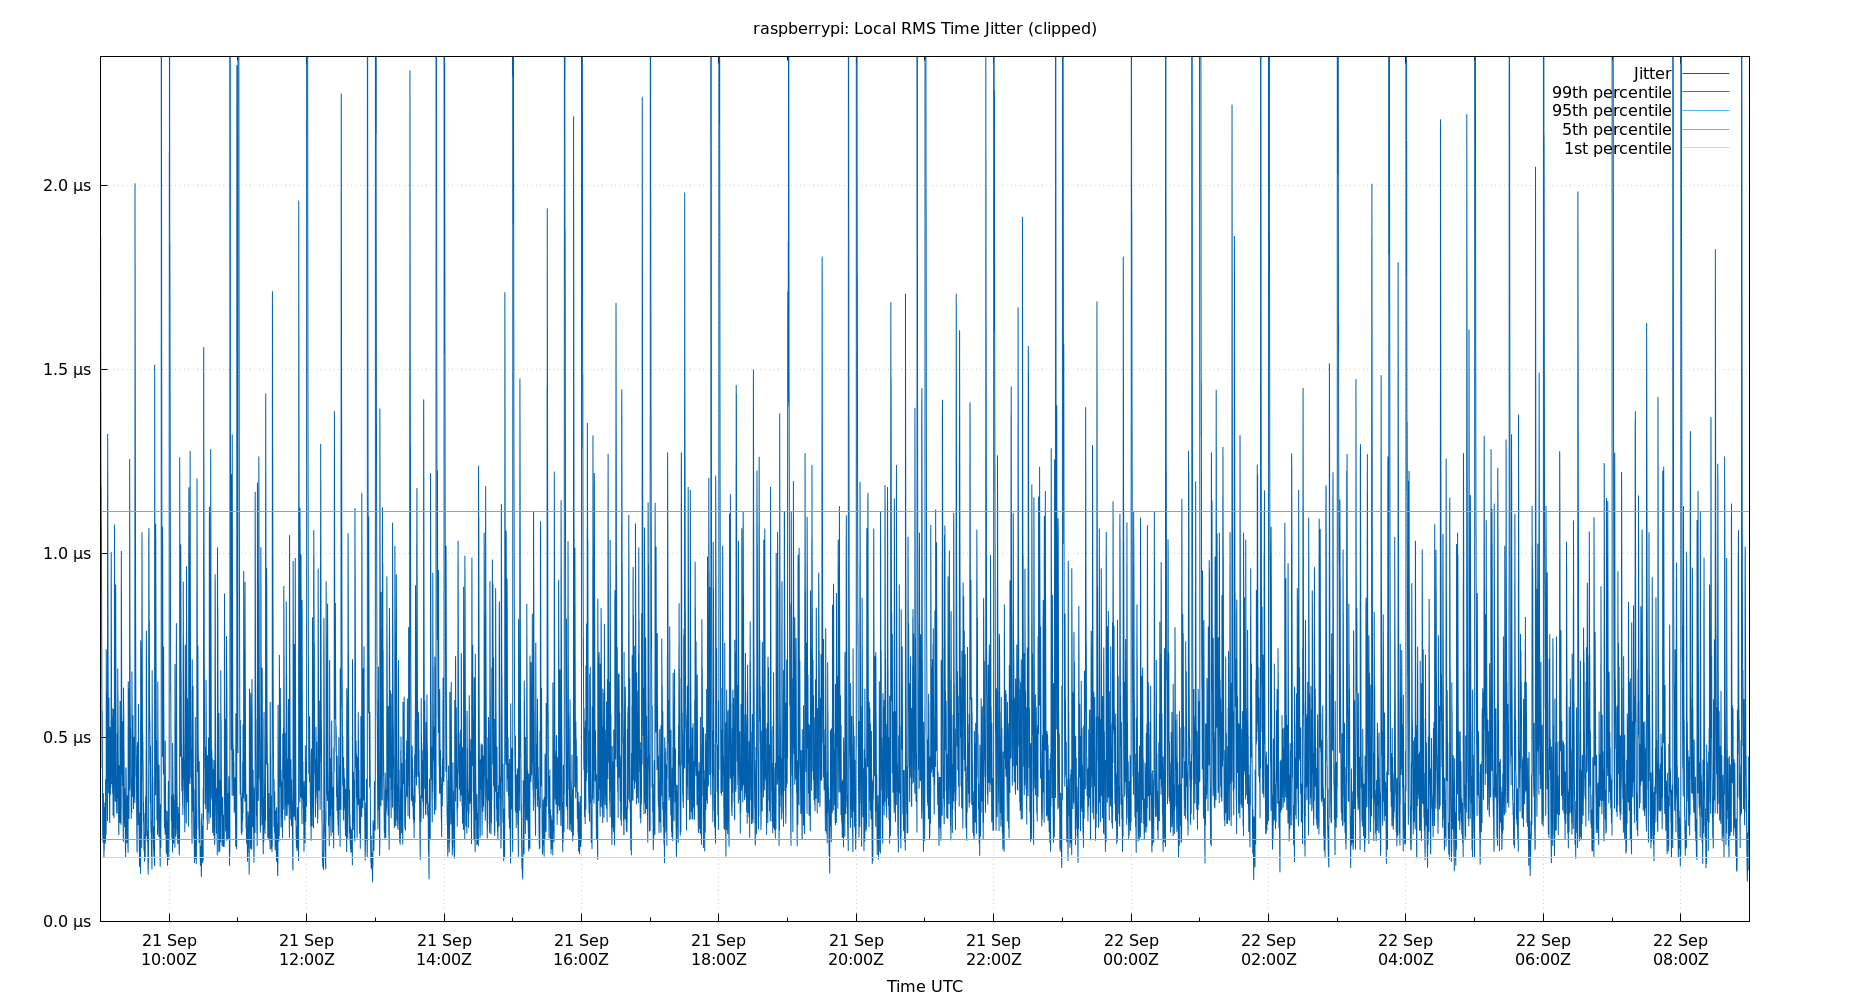 raspberrypi: Local RMS Time Jitter (clipped)
Jitter
99th percentile
95th percentile
5th percentile
1st percentile
2.0 µs
1.5 µs
1.0 µs
0.5 µs
0.0 µs
21 Sep 21 Sep 21 Sep 21 Sep 21 Sep 21 Sep 21 Sep 22 Sep 22 Sep 22 Sep 22 Sep 22 Sep
10:00Z 12:00Z 14:00Z 16:00Z 18:00Z 20:00Z 22:00Z 00:00Z 02:00Z 04:00Z 06:00Z 08:00Z
Time UTC